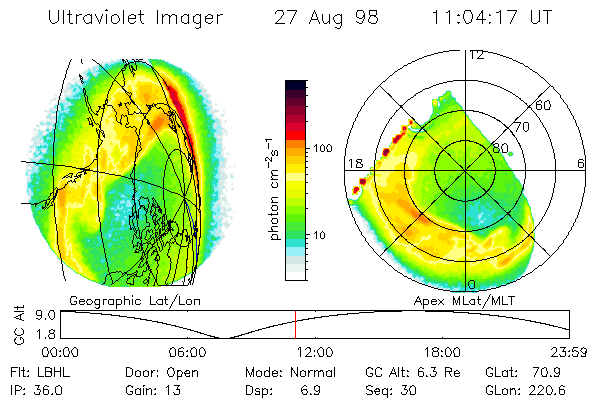 Ultraviolet Imager 27 Aug 98 11:04:17 UT
12
60
70
80
18 6
0
100
10
photon cm-2s-1
Geographic Lat/Lon Apex MLat/MLT
GC Alt
9.0
1.8
00:00 06:00 12:00 18:00 23:59
Flt: LBHL Door: Open Mode: Normal GC Alt: 6.3 Re GLat: 70.9
IP: 36.0 Gain: 13 Dsp: 6.9 Seq: 30 GLon: 220.6